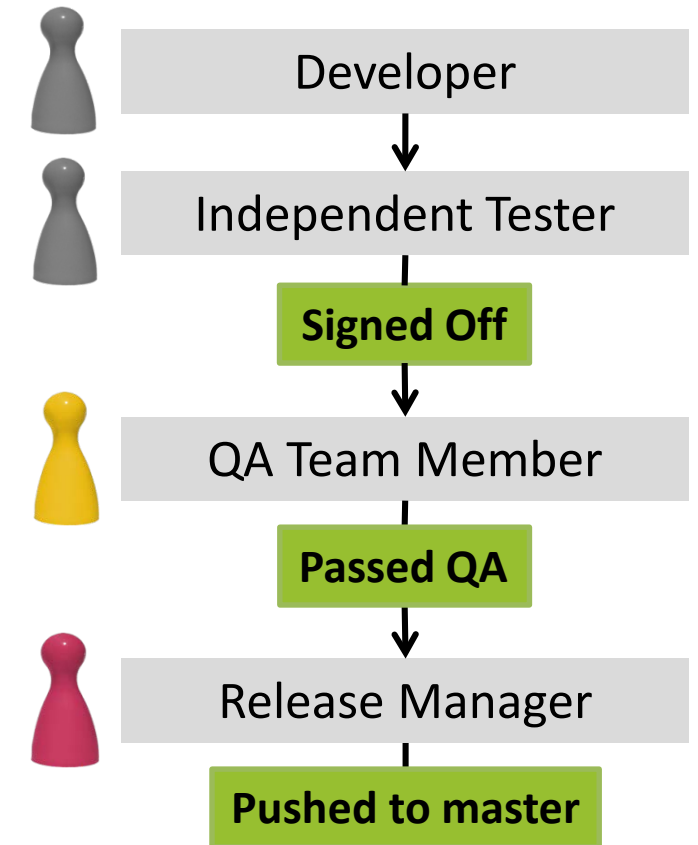 Developer
Independent Tester
Signed Off
QA Team Member
Passed QA
Release Manager
Pushed to master